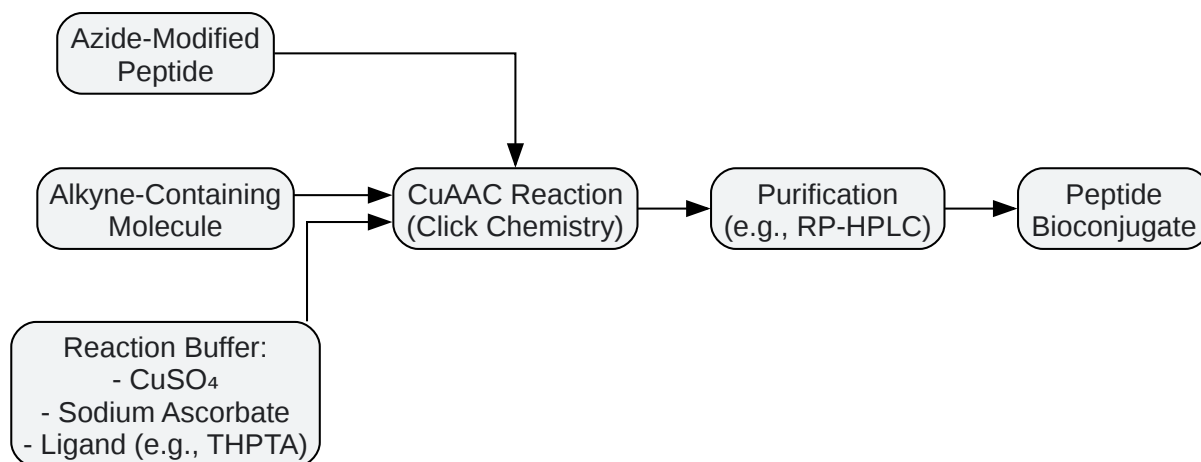 Azide-Modified
Peptide
Alkyne-Containing
Molecule
CuAAC Reaction
(Click Chemistry)
Purification
(e.g., RP-HPLC)
Peptide
Bioconjugate
Reaction Buffer:
- CuSO₄
- Sodium Ascorbate
- Ligand (e.g., THPTA)